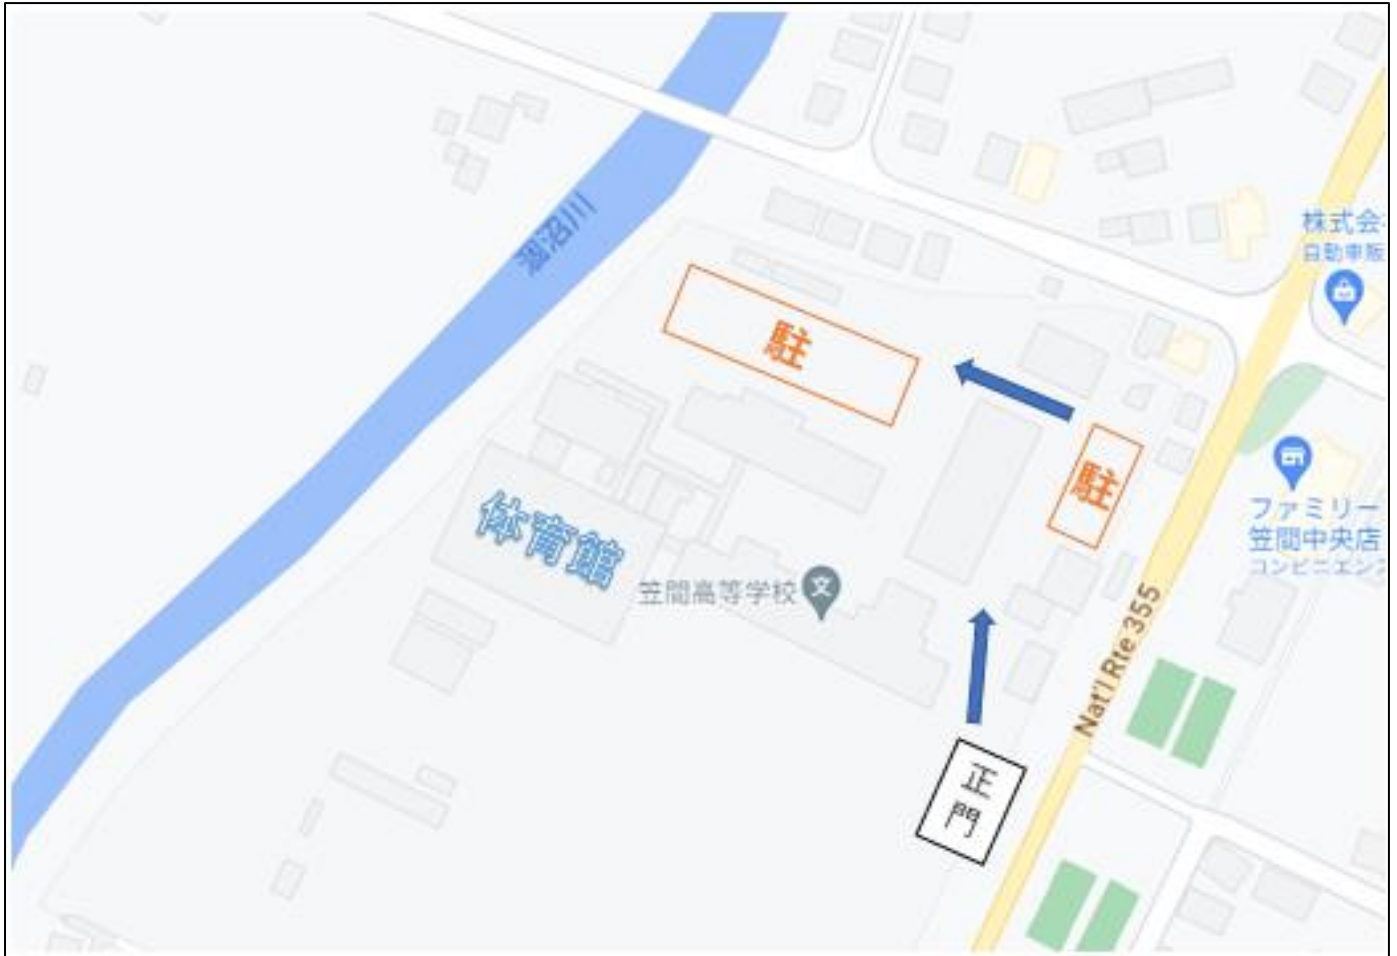 涸沼川
株式会
自動車販
駐
駐
ファミリー
笠間中央店
コンビニエンス
体育館
笠間高等学校
文
Nat'l Rte 355
正門